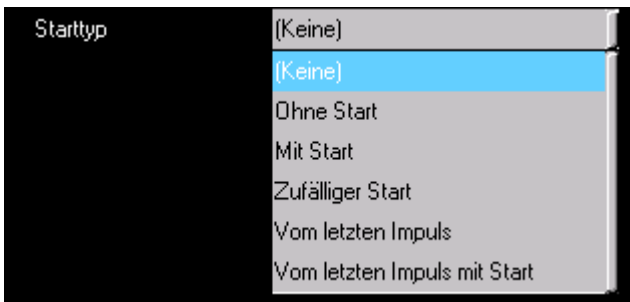 Starttyp (Keine)
(Keine)
Ohne Start
Mit Start
Zufälliger Start
Vom letzten Impuls
Vom letzten Impuls mit Start